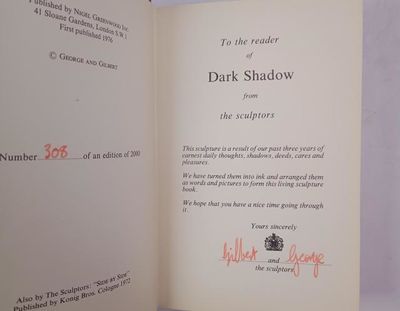 Published by NIGEL GREENWOOD Inc.
41 Sloane Gardens, London S.W 1
First published 1976
© GEORGE AND GILBERT
Number 308 of an edition of 2000
Also by The Sculptors: "SIDE BY SIDE"
Published by Konig Bros. Cologne 1972
To the reader
of
Dark Shadow
from
the sculptors
This sculpture is a result of our past three years of
earnest daily thoughts, shadows, deeds, cares and
pleasures.
We have turned them into ink and arranged them
as words and pictures to form this living sculpture
book.
We hope that you have a nice time going through
it.
Yours sincerely
Gilbert and George
the sculptors